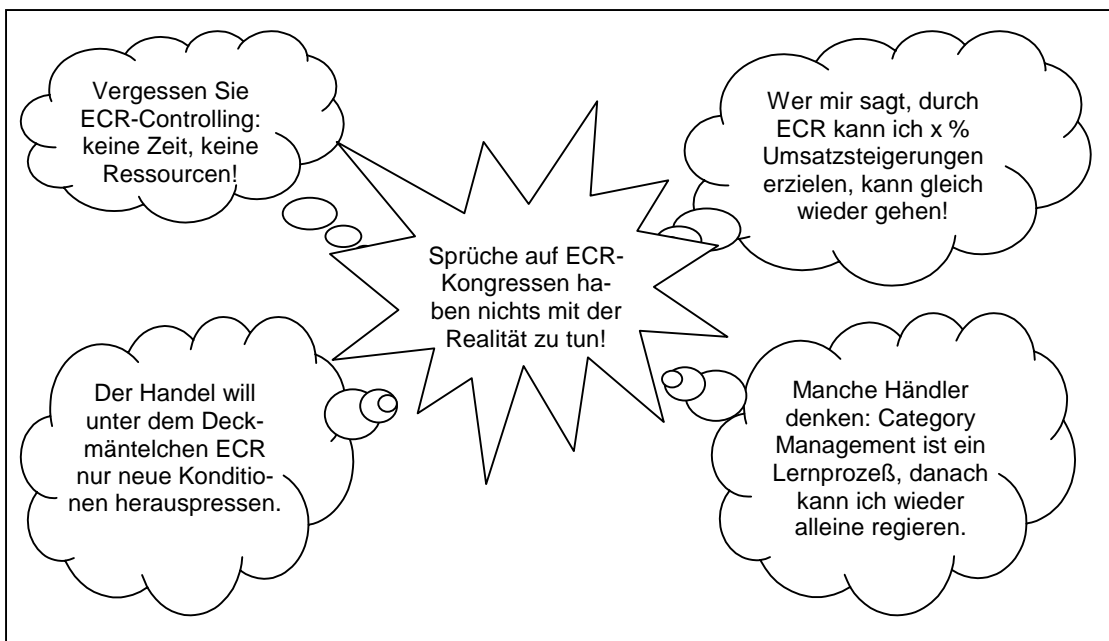 Vergessen Sie
ECR-Controlling:
keine Zeit, keine
Ressourcen!
Wer mir sagt, durch
ECR kann ich x %
Umsatzsteigerungen
erzielen, kann gleich
wieder gehen!
Sprüche auf ECR-
Kongressen ha-
ben nichts mit der
Realität zu tun!
Der Handel will
unter dem Deck-
mäntelchen ECR
nur neue Konditio-
nen herauspressen.
Manche Händler
denken: Category
Management ist ein
Lernprozeß, danach
kann ich wieder
alleine regieren.